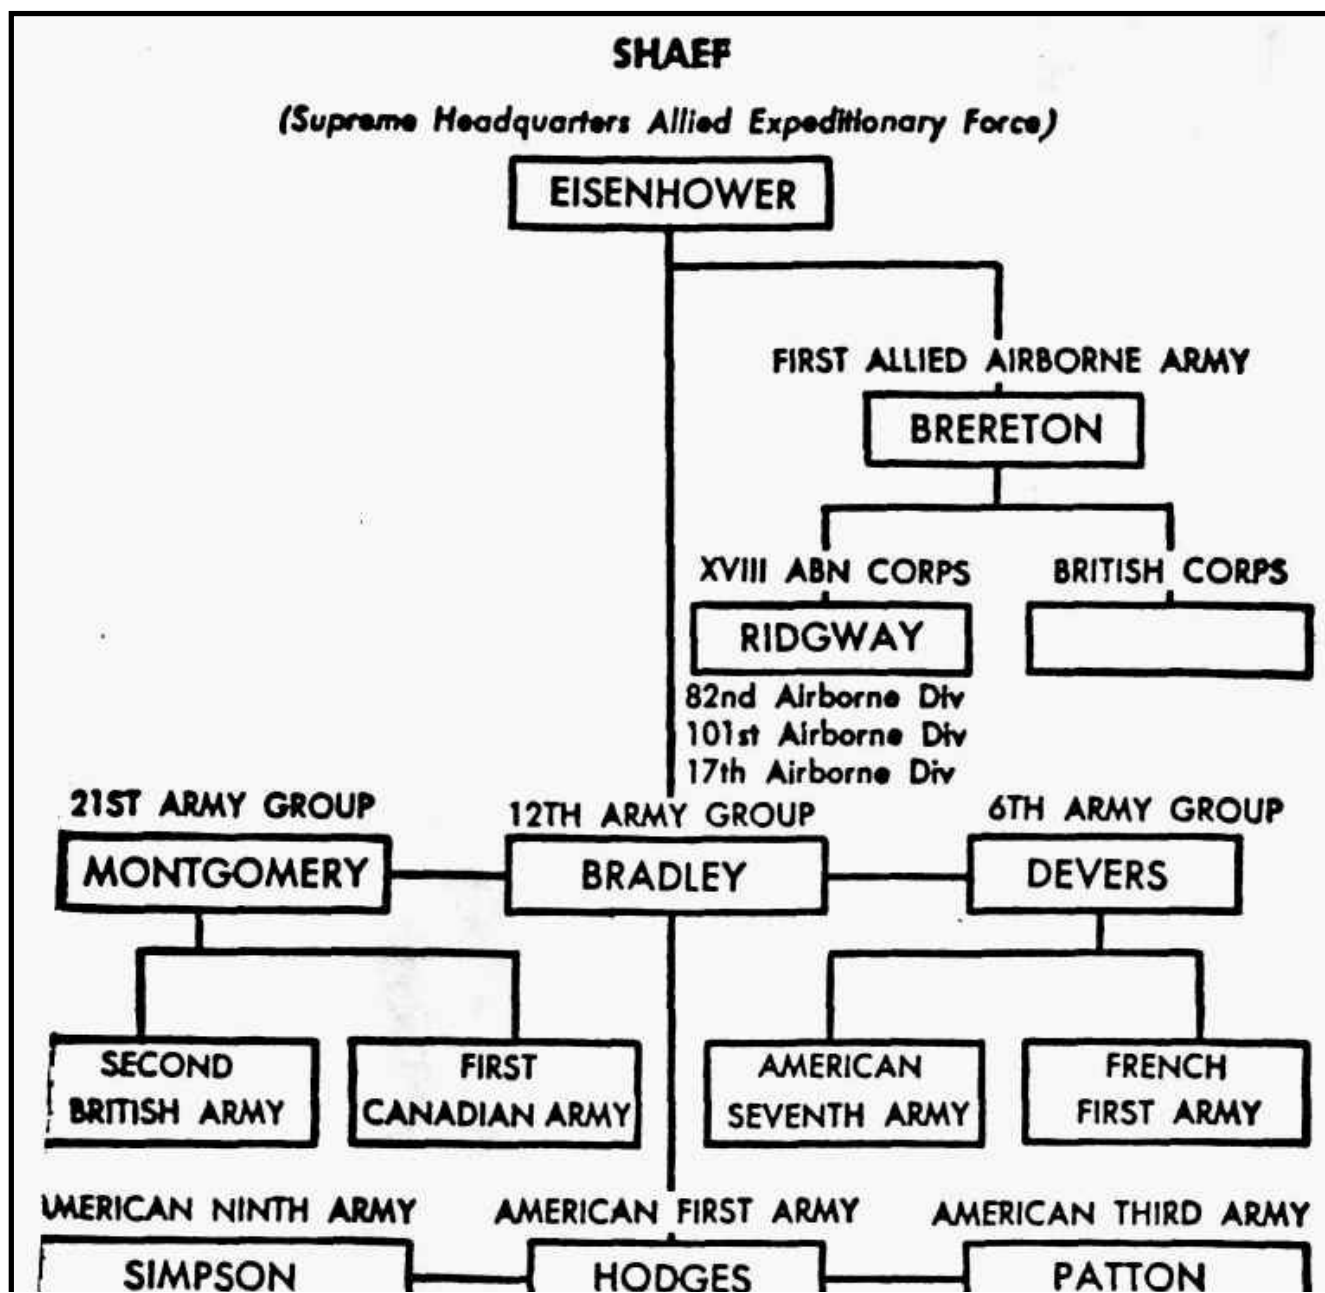 SHAEF
(Supreme Headquarters Allied Expeditionary Force)
EISENHOWER
FIRST ALLIED AIRBORNE ARMY
BRERETON
XVIII ABN CORPS
BRITISH CORPS
RIDGWAY
82nd Airborne Div
101st Airborne Div
17th Airborne Div
21ST ARMY GROUP
12TH ARMY GROUP
6TH ARMY GROUP
MONTGOMERY
BRADLEY
DEVERS
SECOND
BRITISH ARMY
FIRST
CANADIAN ARMY
AMERICAN
SEVENTH ARMY
FRENCH
FIRST ARMY
AMERICAN NINTH ARMY
AMERICAN FIRST ARMY
AMERICAN THIRD ARMY
SIMPSON
HODGES
PATTON